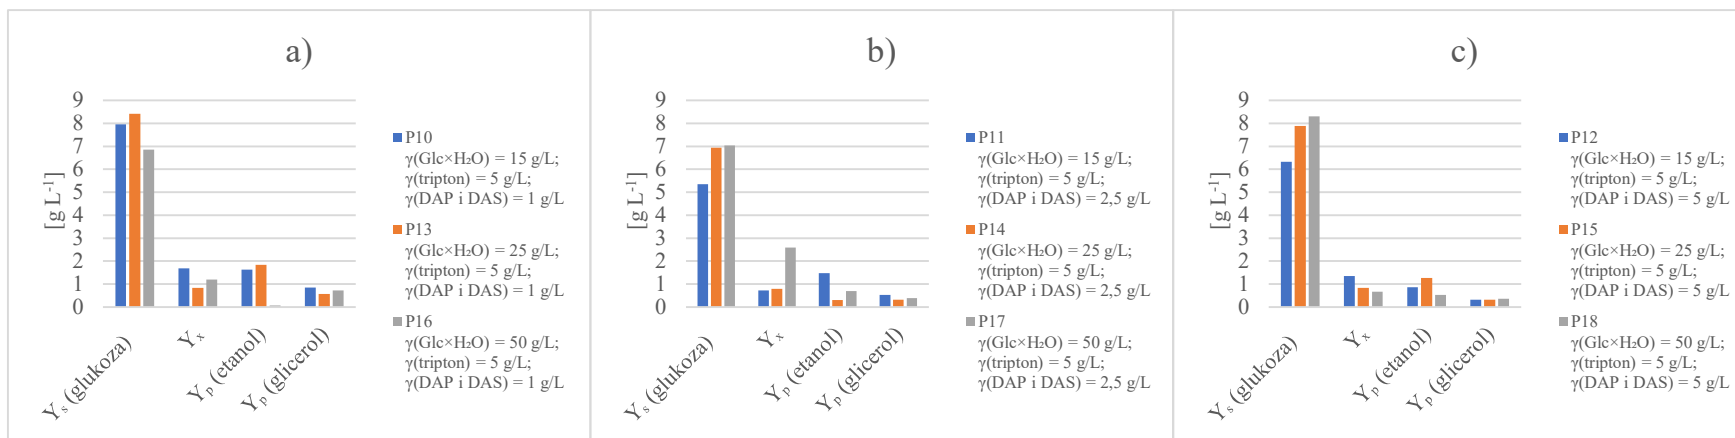 a)
9
8
7
6
5
4
3
2
1
0
[g L⁻¹]
Yₛ (glukoza)
Yₓ
Yₚ (etanol)
Yₚ (glicerol)
P10
γ(Glc×H₂O) = 15 g/L;
γ(tripton) = 5 g/L;
γ(DAP i DAS) = 1 g/L
P13
γ(Glc×H₂O) = 25 g/L;
γ(tripton) = 5 g/L;
γ(DAP i DAS) = 1 g/L
P16
γ(Glc×H₂O) = 50 g/L;
γ(tripton) = 5 g/L;
γ(DAP i DAS) = 1 g/L
b)
9
8
7
6
5
4
3
2
1
0
[g L⁻¹]
Yₛ (glukoza)
Yₓ
Yₚ (etanol)
Yₚ (glicerol)
P11
γ(Glc×H₂O) = 15 g/L;
γ(tripton) = 5 g/L;
γ(DAP i DAS) = 2,5 g/L
P14
γ(Glc×H₂O) = 25 g/L;
γ(tripton) = 5 g/L;
γ(DAP i DAS) = 2,5 g/L
P17
γ(Glc×H₂O) = 50 g/L;
γ(tripton) = 5 g/L;
γ(DAP i DAS) = 2,5 g/L
c)
9
8
7
6
5
4
3
2
1
0
[g L⁻¹]
Yₛ (glukoza)
Yₓ
Yₚ (etanol)
Yₚ (glicerol)
P12
γ(Glc×H₂O) = 15 g/L;
γ(tripton) = 5 g/L;
γ(DAP i DAS) = 5 g/L
P15
γ(Glc×H₂O) = 25 g/L;
γ(tripton) = 5 g/L;
γ(DAP i DAS) = 5 g/L
P18
γ(Glc×H₂O) = 50 g/L;
γ(tripton) = 5 g/L;
γ(DAP i DAS) = 5 g/L